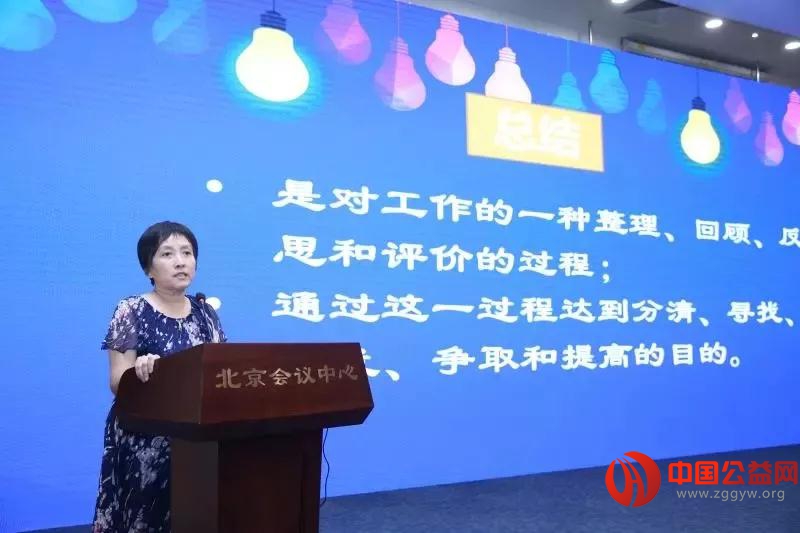 总结
是对工作的一种整理、回顾、反
思和评价的过程；
通过这一过程达到分清、寻找、
、争取和提高的目的。
北京会议中心
中国公益网
www.zggyw.org